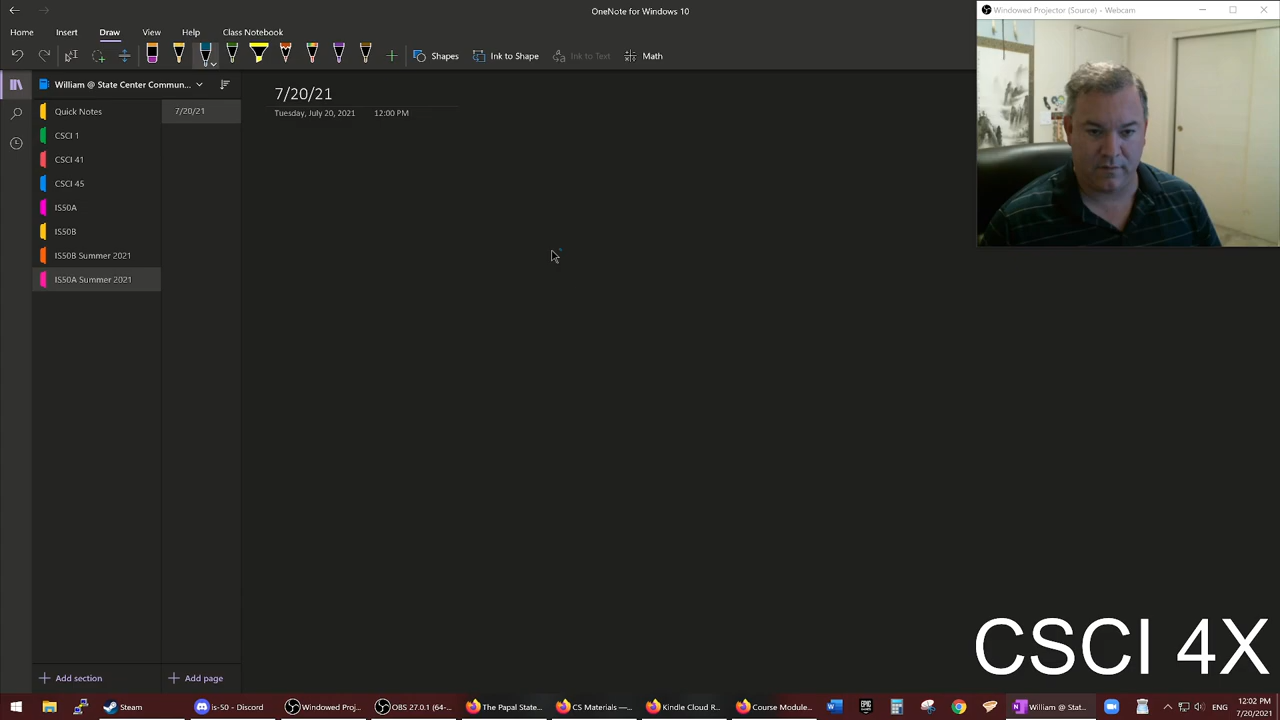 OneNote for Windows 10
Windowed Projector (Source) - Webcam
Home Insert Draw View Help Class Notebook
Shapes Ink to Shape Ink to Text Math
William @ State Center Commun...
Quick Notes
CSCI 1
CSCI 41
CSCI 45
IS50A
IS50B
IS50B Summer 2021
IS50A Summer 2021
7/20/21
7/20/21
Tuesday, July 20, 2021 12:00 PM
CSCI 4X
Add section
Add page
Steam
is-50 - Discord
Windowed Proj...
OBS 27.0.1 (64-...
The Papal State...
CS Materials —...
Kindle Cloud R...
Course Module...
William @ Stat...
ENG
12:02 PM
7/20/2021